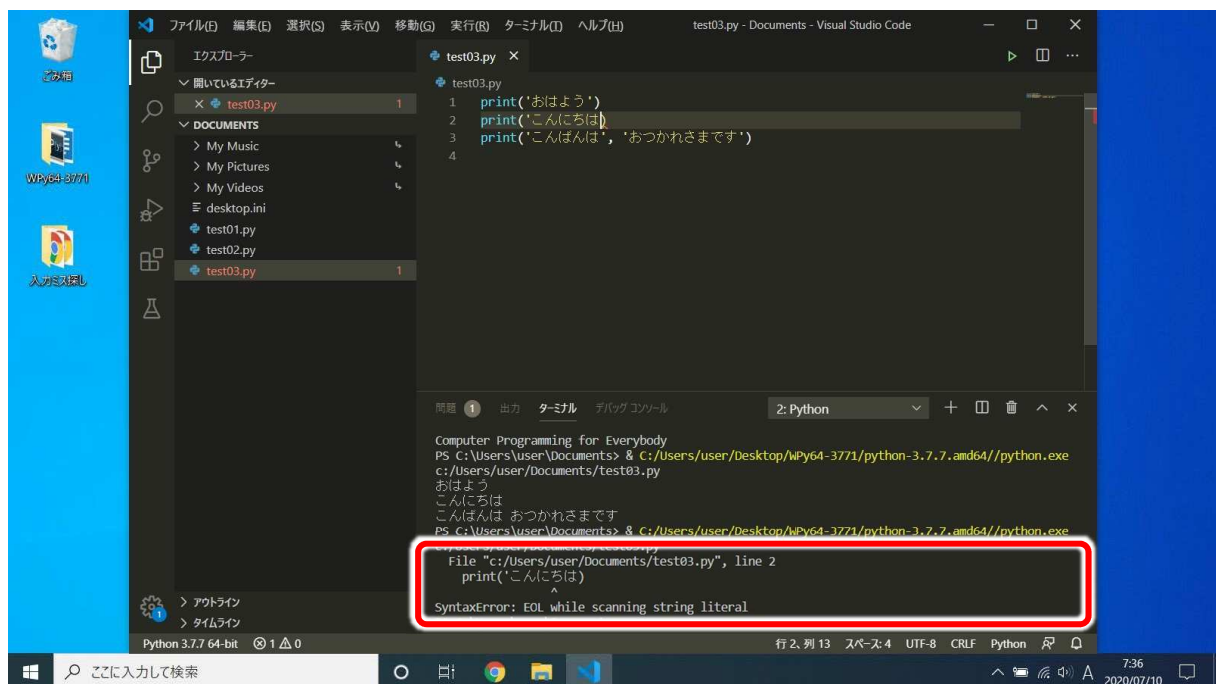 ごみ箱
WPy64-3771
入力ミス探し
ファイル(F) 編集(E) 選択(S) 表示(V) 移動(G) 実行(R) ターミナル(T) ヘルプ(H) test03.py - Documents - Visual Studio Code
エクスプローラー
開いているエディター
test03.py 1
DOCUMENTS
My Music
My Pictures
My Videos
desktop.ini
test01.py
test02.py
test03.py 1
アウトライン
タイムライン
test03.py
test03.py
1 print('おはよう')
2 print('こんにちは)
3 print('こんばんは', 'おつかれさまです')
4
問題 1 出力 ターミナル デバッグ コンソール 2: Python
Computer Programming for Everybody
PS C:\Users\user\Documents> & C:/Users/user/Desktop/WPy64-3771/python-3.7.7.amd64//python.exe
c:/Users/user/Documents/test03.py
おはよう
こんにちは
こんばんは おつかれさまです
PS C:\Users\user\Documents> & C:/Users/user/Desktop/WPy64-3771/python-3.7.7.amd64//python.exe
c:/Users/user/Documents/test03.py
File "c:/Users/user/Documents/test03.py", line 2
print('こんにちは)
^
SyntaxError: EOL while scanning string literal
1
Python 3.7.7 64-bit 1 0 行 2、列 13 スペース: 4 UTF-8 CRLF Python
ここに入力して検索
A 7:36
2020/07/10